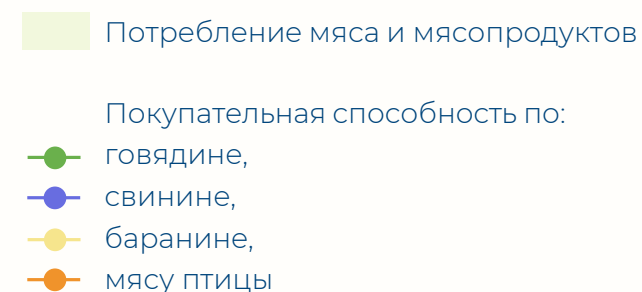 Потребление мяса и мясопродуктов
Покупательная способность по:
говядине,
свинине,
баранине,
мясу птицы